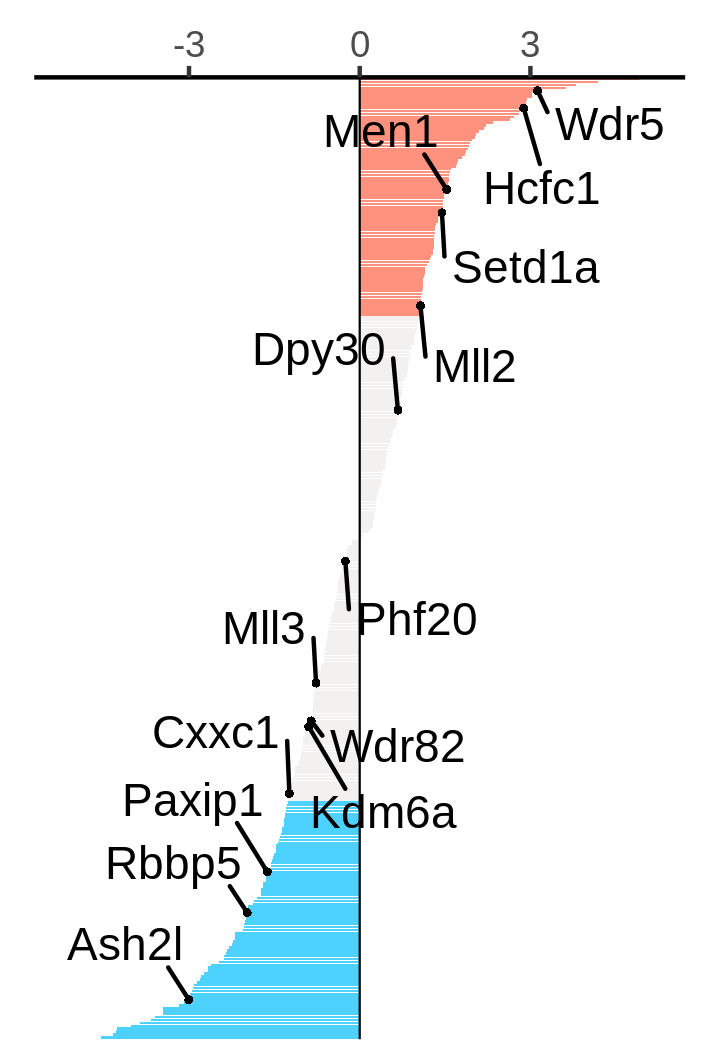 -3 0 3
Wdr5
Men1
Hcfc1
Setd1a
Dpy30
Mll2
Phf20
Mll3
Cxxc1
Wdr82
Paxip1
Kdm6a
Rbbp5
Ash2l